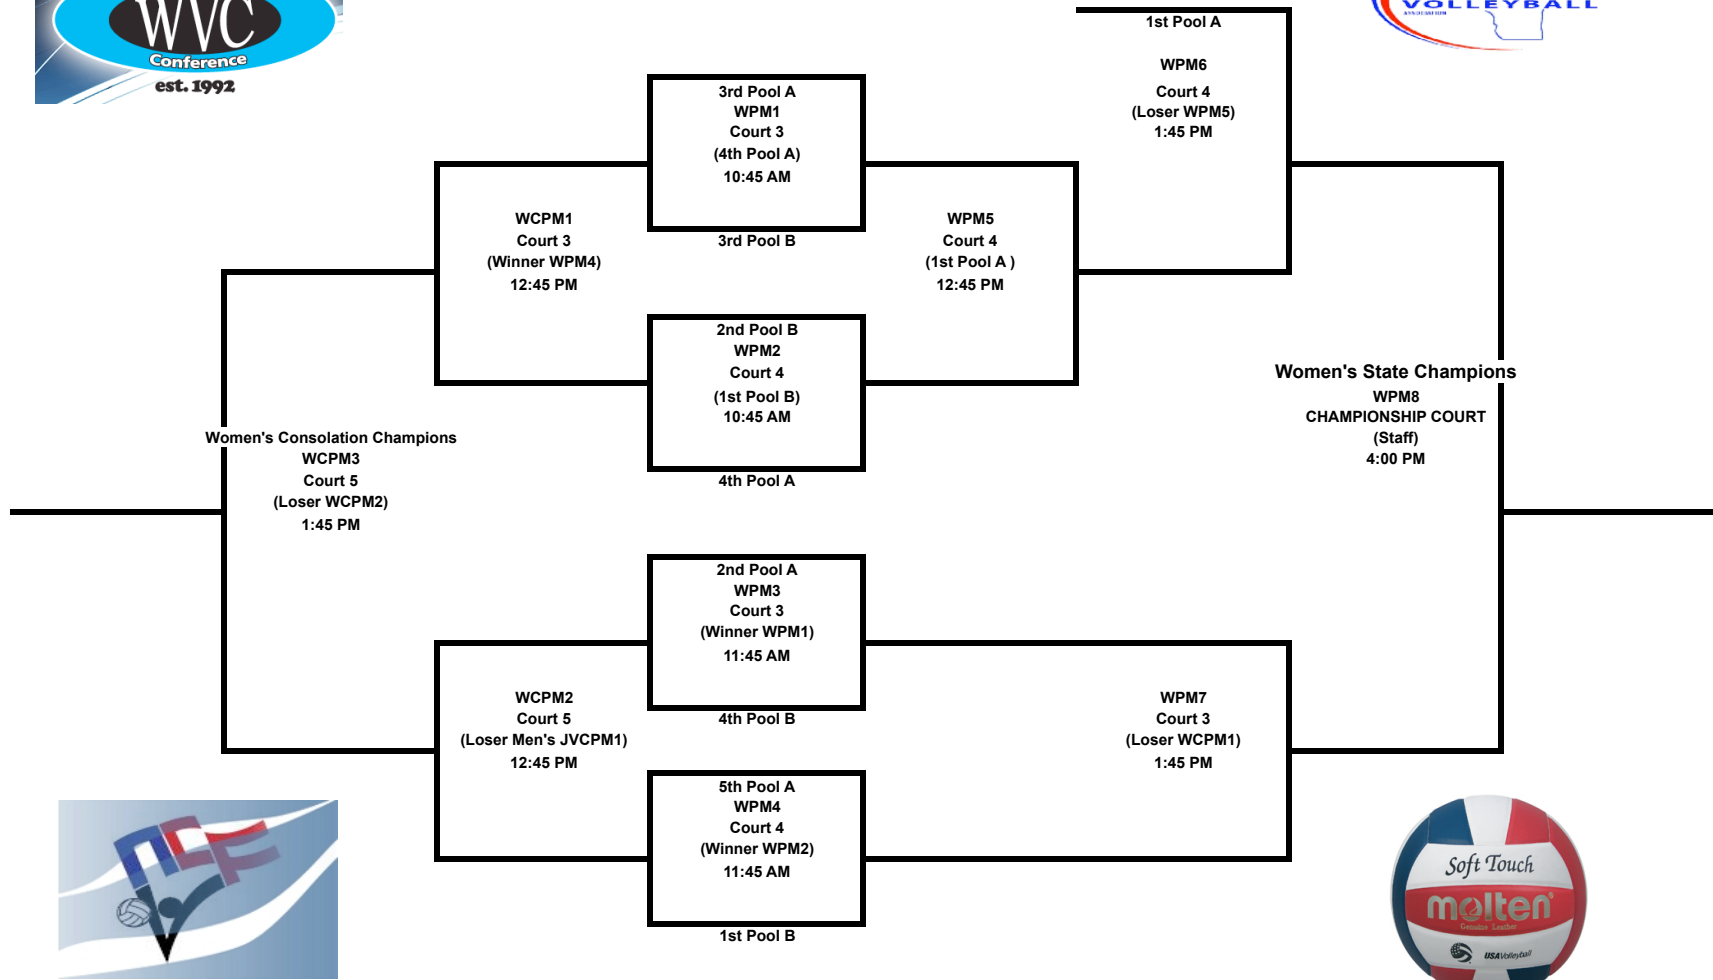 WVC
Conference
est. 1992
VOLLEYBALL
ASSOCIATION
1st Pool A
WPM6
Court 4
(Loser WPM5)
1:45 PM
3rd Pool A
WPM1
Court 3
(4th Pool A)
10:45 AM
3rd Pool B
WCPM1
Court 3
(Winner WPM4)
12:45 PM
WPM5
Court 4
(1st Pool A )
12:45 PM
2nd Pool B
WPM2
Court 4
(1st Pool B)
10:45 AM
4th Pool A
Women's State Champions
WPM8
CHAMPIONSHIP COURT
(Staff)
4:00 PM
Women's Consolation Champions
WCPM3
Court 5
(Loser WCPM2)
1:45 PM
2nd Pool A
WPM3
Court 3
(Winner WPM1)
11:45 AM
4th Pool B
WCPM2
Court 5
(Loser Men's JVCPM1)
12:45 PM
WPM7
Court 3
(Loser WCPM1)
1:45 PM
5th Pool A
WPM4
Court 4
(Winner WPM2)
11:45 AM
1st Pool B
NCF
Soft Touch
molten
Genuine Leather
USA Volleyball